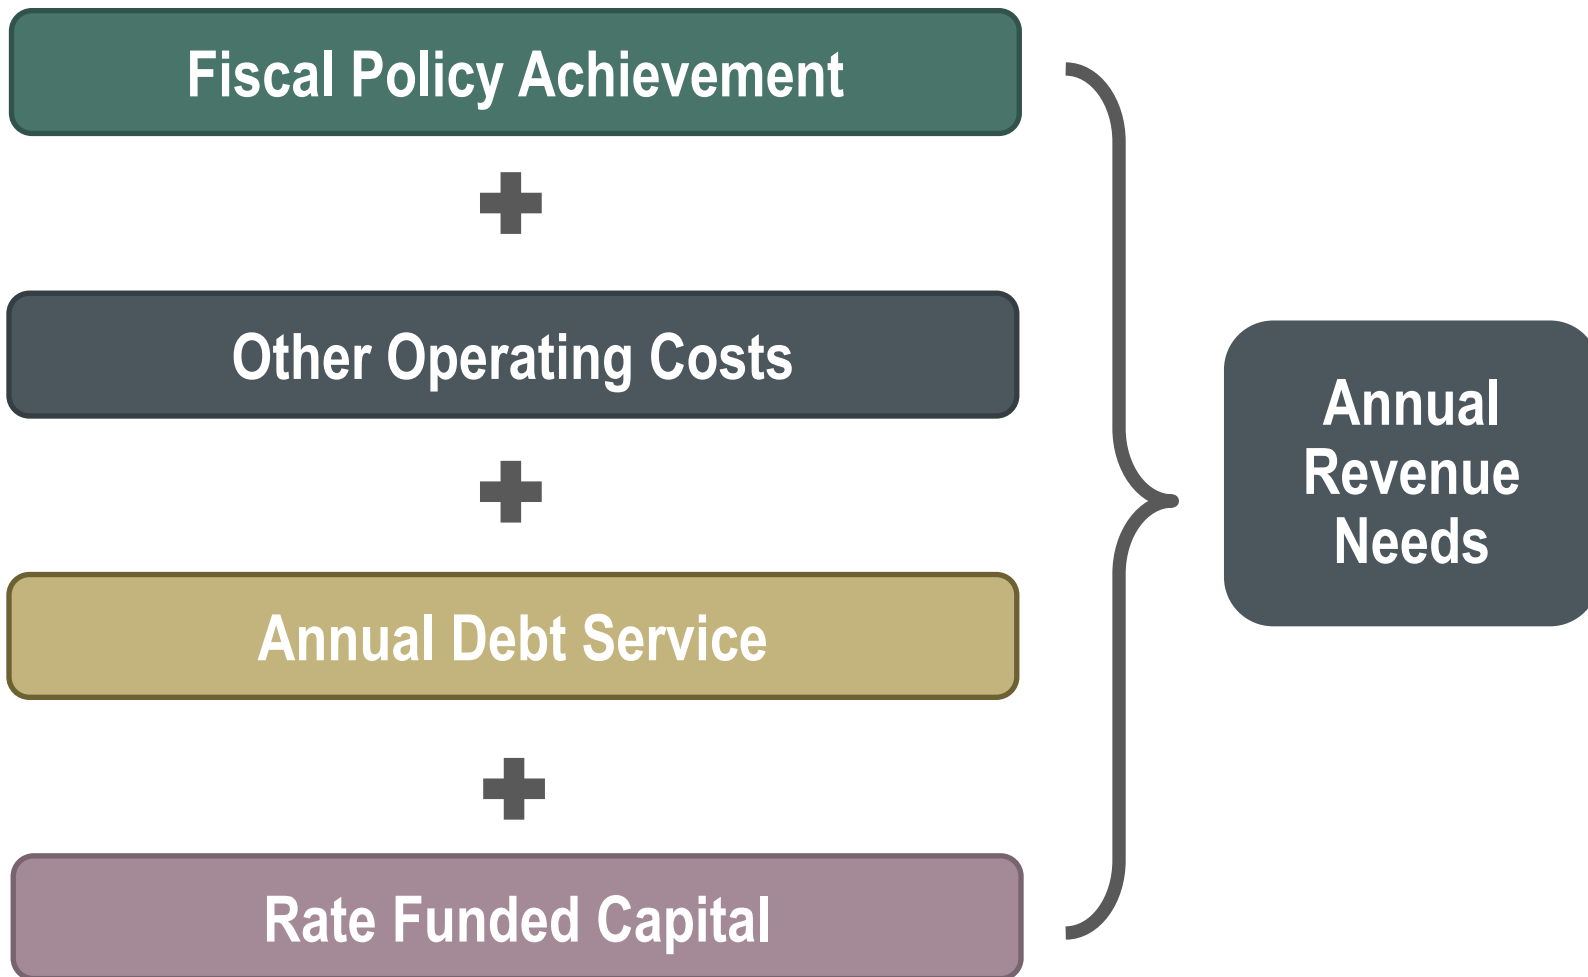 Fiscal Policy Achievement
Other Operating Costs
Annual Debt Service
Rate Funded Capital
Annual
Revenue
Needs